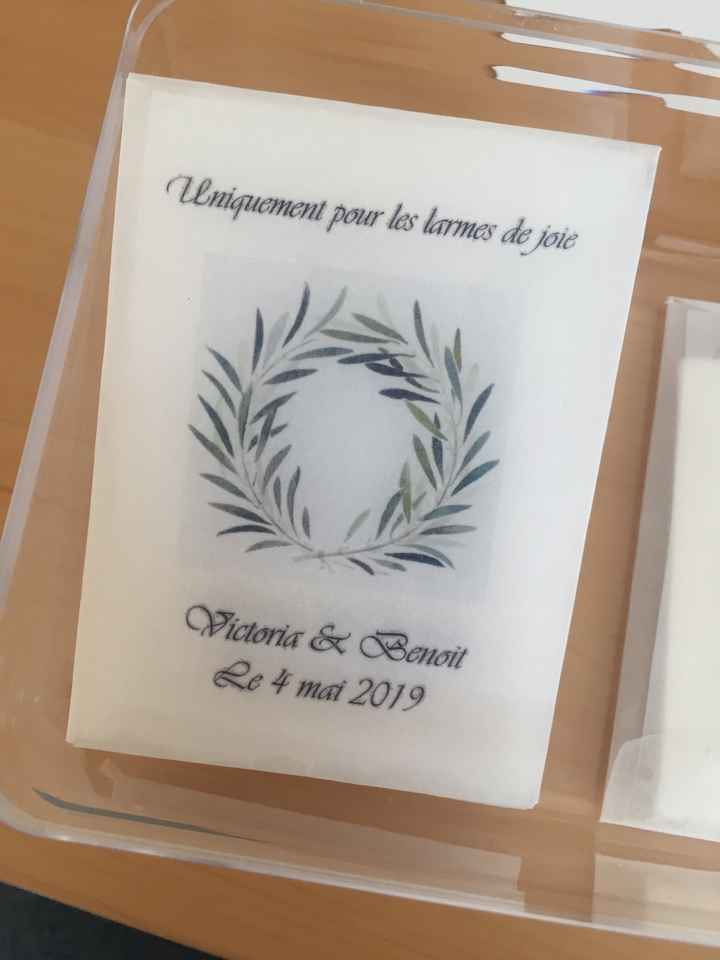 Uniquement pour les larmes de joie
Victoria & Benoit
Le 4 mai 2019